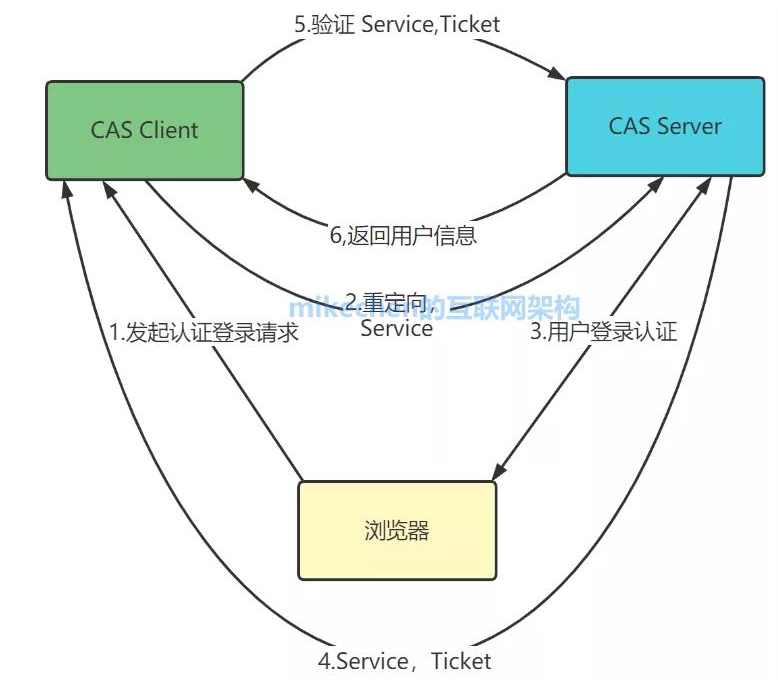 5.验证 Service,Ticket
CAS Client
CAS Server
6,返回用户信息
2.重定向，
Service
mikechen的互联网架构
1.发起认证登录请求
3.用户登录认证
浏览器
4.Service，Ticket